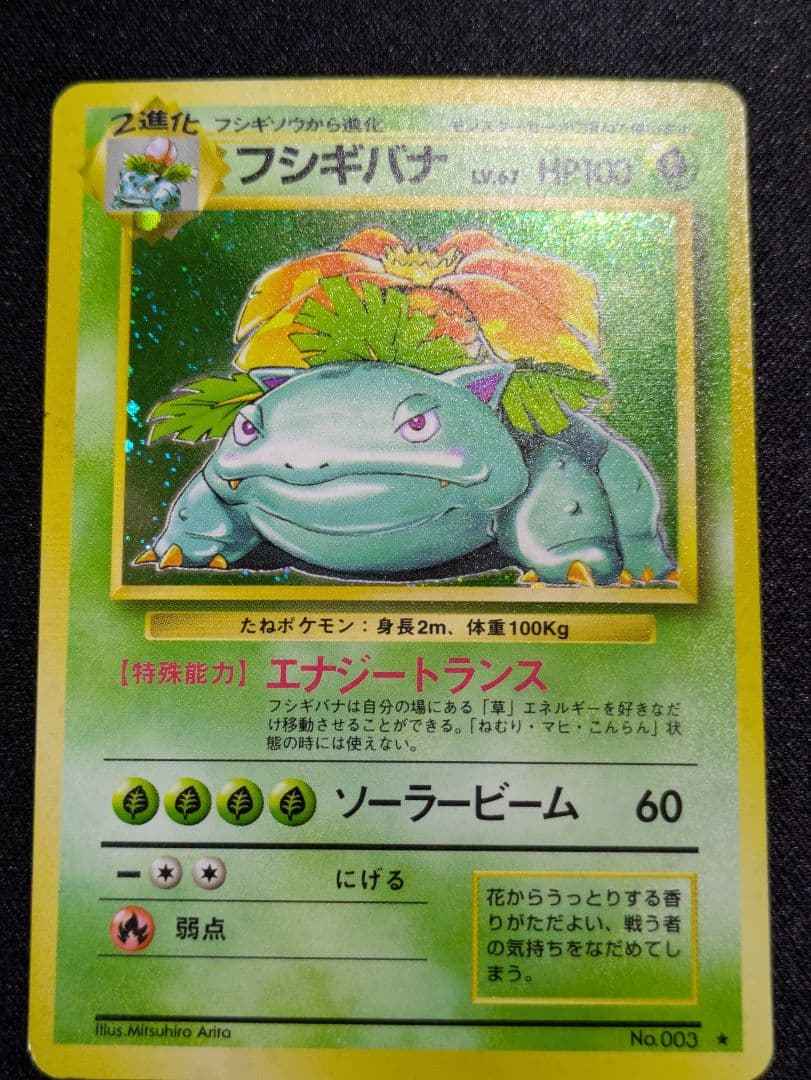 2進化 フシギソウから進化
フシギバナ LV.67 HP100
たねポケモン：身長2m、体重100Kg
【特殊能力】 エナジートランス
フシギバナは自分の場にある「草」エネルギーを好きなだ
け移動させることができる。「ねむり・マヒ・こんらん」状
態の時には使えない。
ソーラービーム 60
ー にげる
弱点
花からうっとりする香
りがただよい、戦う者
の気持ちをなだめてし
まう。
Illus.Mitsuhiro Arita
No.003 ★